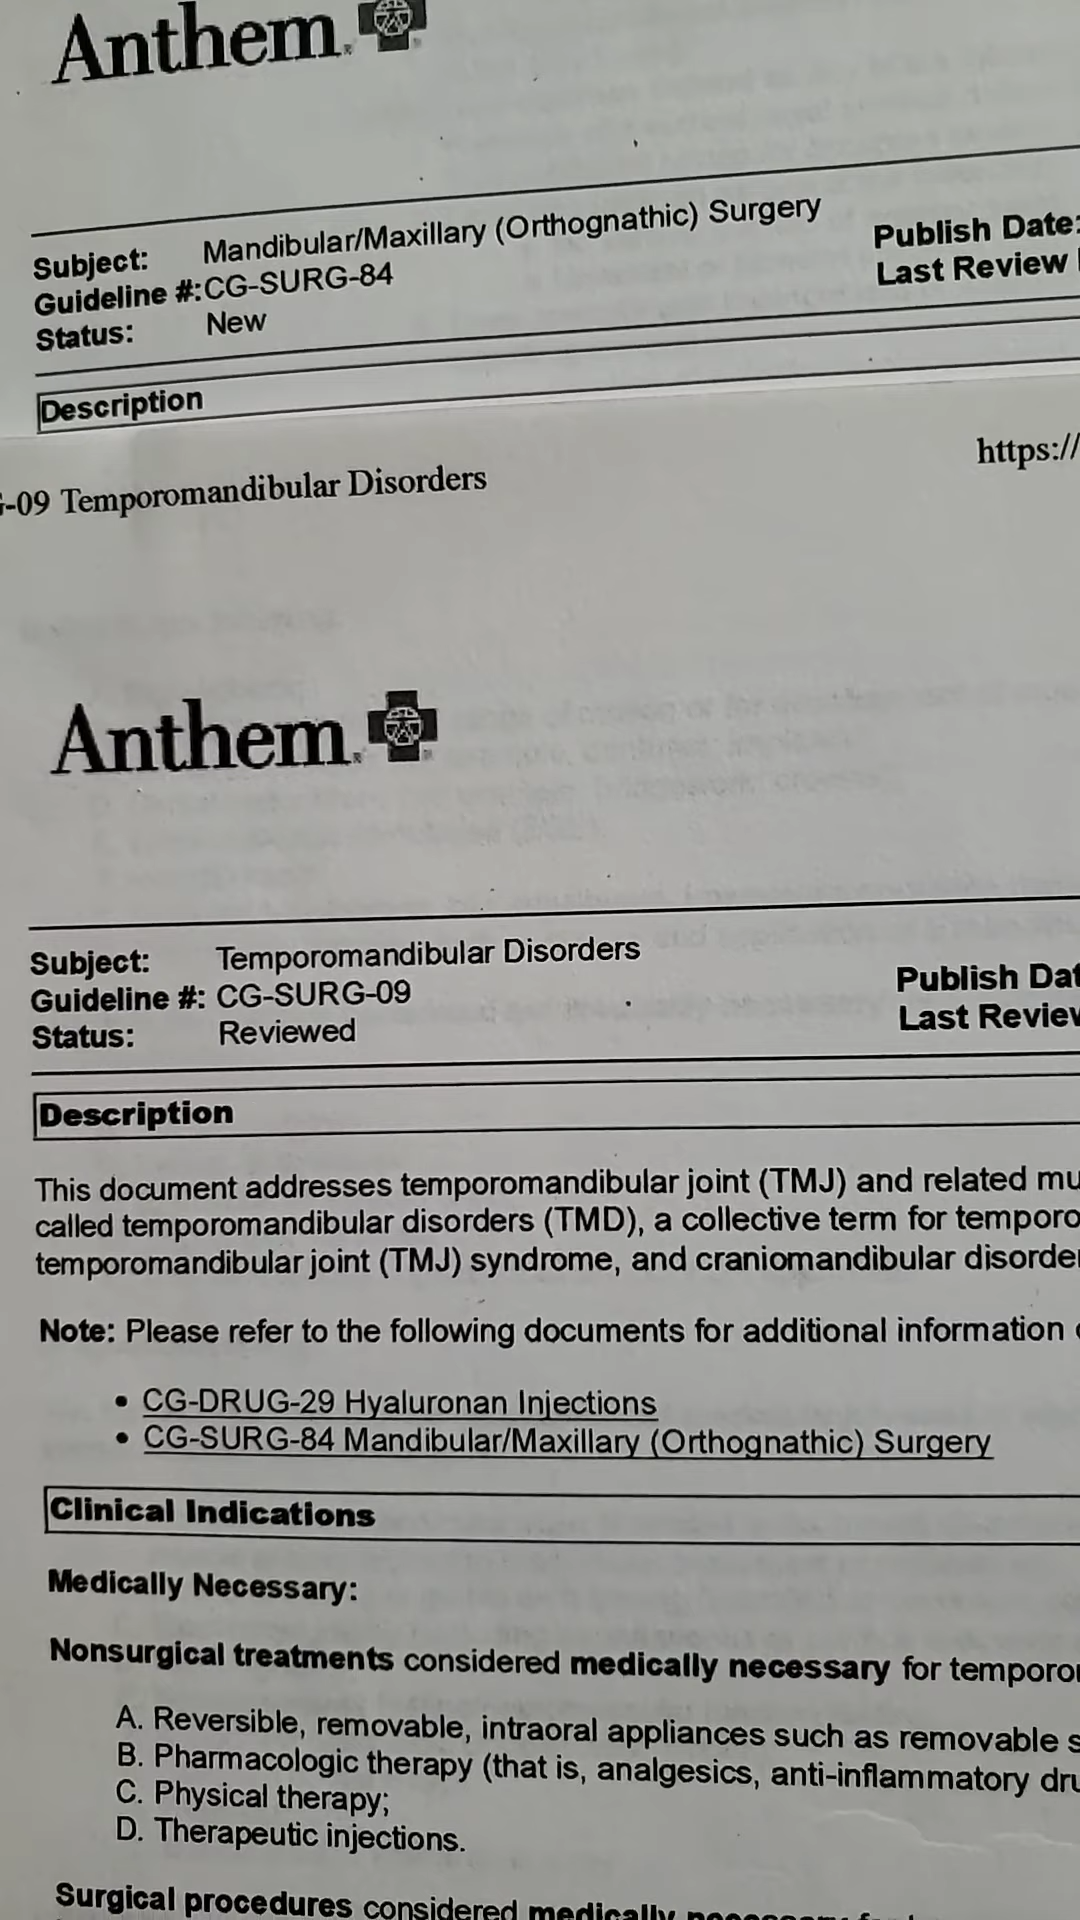 Anthem.
Subject: Mandibular/Maxillary (Orthognathic) Surgery
Publish Date:
Guideline #: CG-SURG-84
Last Review
Status: New
Description
-09 Temporomandibular Disorders
https://
Anthem.
Subject: Temporomandibular Disorders
Publish Dat
Guideline #: CG-SURG-09
Last Review
Status: Reviewed
Description
This document addresses temporomandibular joint (TMJ) and related mu
called temporomandibular disorders (TMD), a collective term for temporo
temporomandibular joint (TMJ) syndrome, and craniomandibular disorde
Note: Please refer to the following documents for additional information
• CG-DRUG-29 Hyaluronan Injections
• CG-SURG-84 Mandibular/Maxillary (Orthognathic) Surgery
Clinical Indications
Medically Necessary:
Nonsurgical treatments considered medically necessary for temporo
A. Reversible, removable, intraoral appliances such as removable s
B. Pharmacologic therapy (that is, analgesics, anti-inflammatory dru
C. Physical therapy;
D. Therapeutic injections.
Surgical procedures considered medically necessary